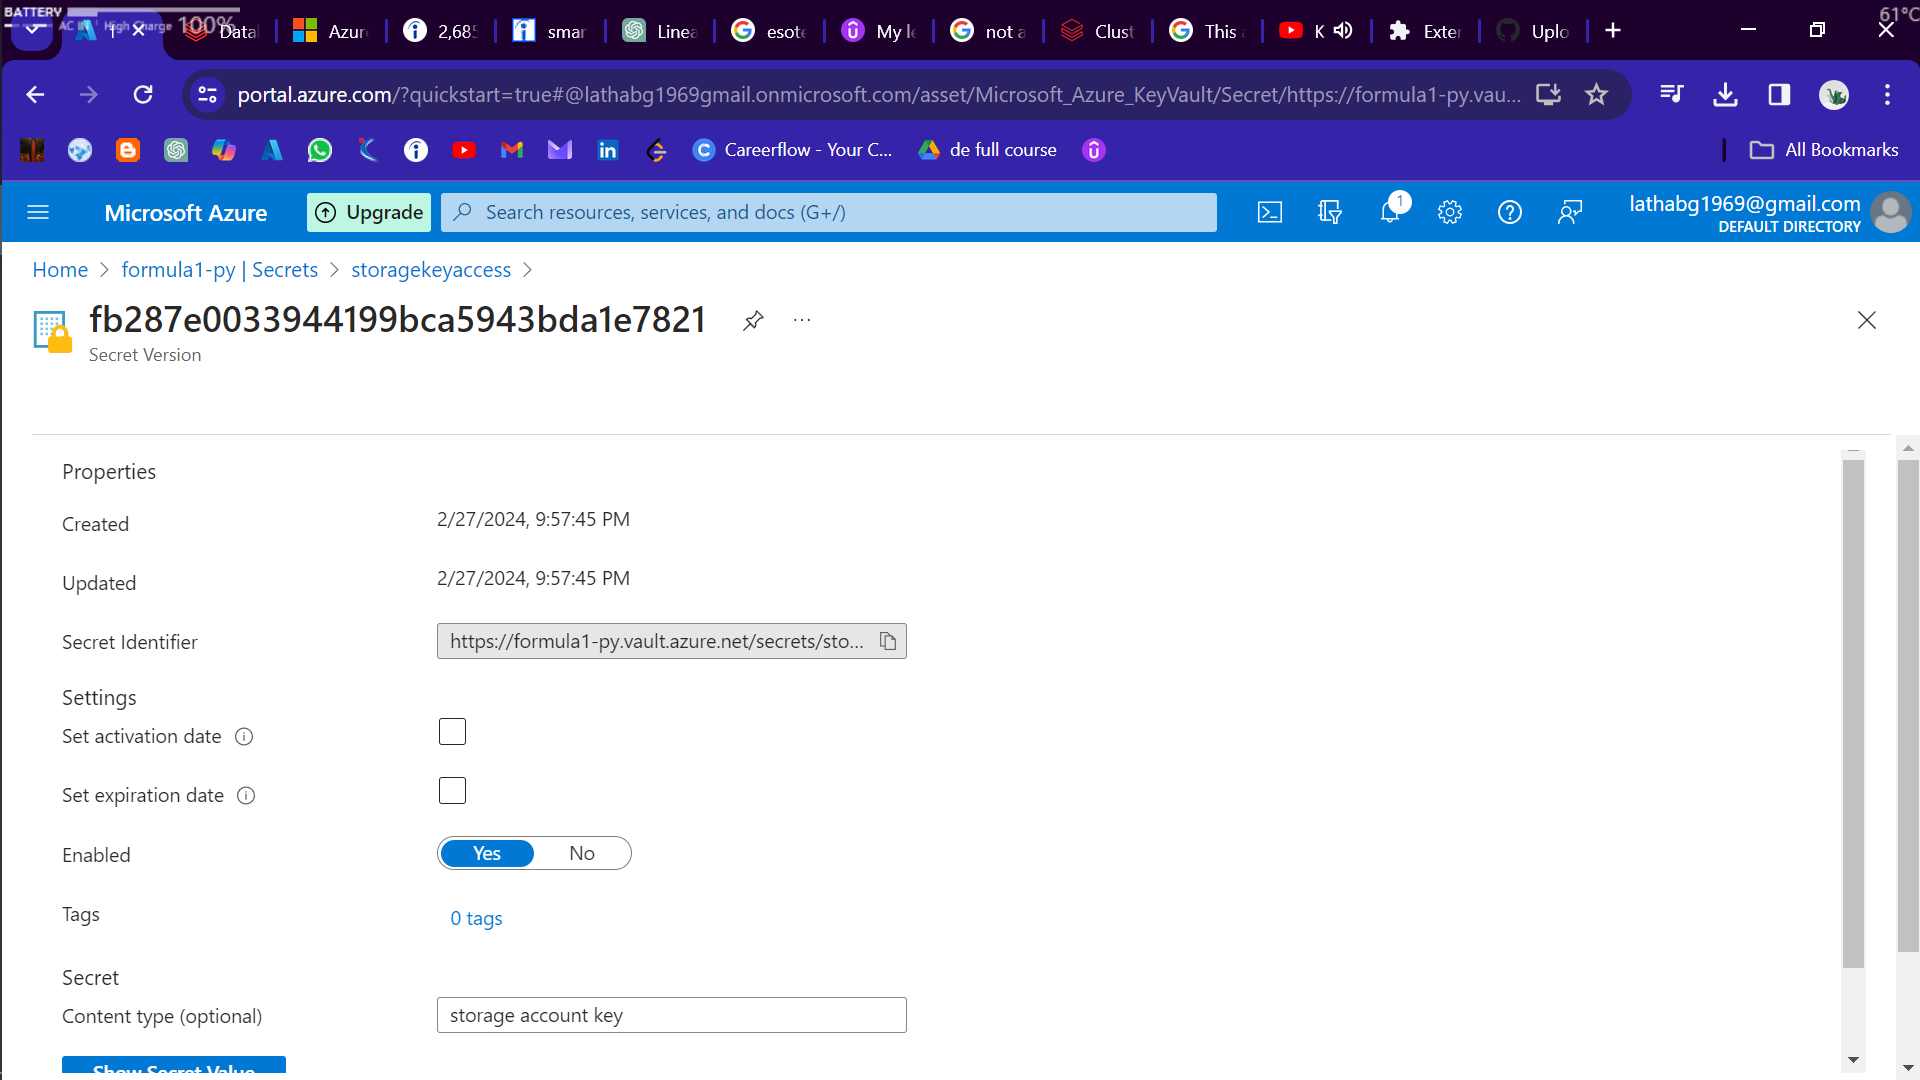 BATTERY
AC IN High Charge 100%
61°C
Datal
Azur
2,685
smar
Linea
esote
My le
not a
Clust
This
K
Exter
Uplo
portal.azure.com/?quickstart=true#@lathabg1969gmail.onmicrosoft.com/asset/Microsoft_Azure_KeyVault/Secret/https://formula1-py.vau...
Careerflow - Your C...
de full course
All Bookmarks
Microsoft Azure
Upgrade
Search resources, services, and docs (G+/)
1
lathabg1969@gmail.com
DEFAULT DIRECTORY
Home > formula1-py | Secrets > storagekeyaccess >
fb287e0033944199bca5943bda1e7821
Secret Version
Properties
Created 2/27/2024, 9:57:45 PM
Updated 2/27/2024, 9:57:45 PM
Secret Identifier https://formula1-py.vault.azure.net/secrets/sto...
Settings
Set activation date
Set expiration date
Enabled Yes No
Tags 0 tags
Secret
Content type (optional) storage account key
Show Secret Value